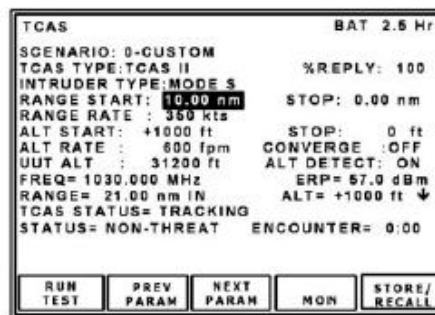 TCAS BAT 2.5 Hr
SCENARIO: 0-CUSTOM
TCAS TYPE:TCAS II %REPLY: 100
INTRUDER TYPE:MODE S
RANGE START: 10.00 nm STOP: 0.00 nm
RANGE RATE : 350 kts
ALT START: +1000 ft STOP: 0 ft
ALT RATE : 600 fpm CONVERGE :OFF
UUT ALT : 31200 ft ALT DETECT: ON
FREQ= 1030.000 MHz ERP= 57.0 dBm
RANGE= 21.00 nm IN ALT= +1000 ft ↓
TCAS STATUS= TRACKING
STATUS= NON-THREAT ENCOUNTER= 0:00
RUN TEST PREV PARAM NEXT PARAM MON STORE/ RECALL